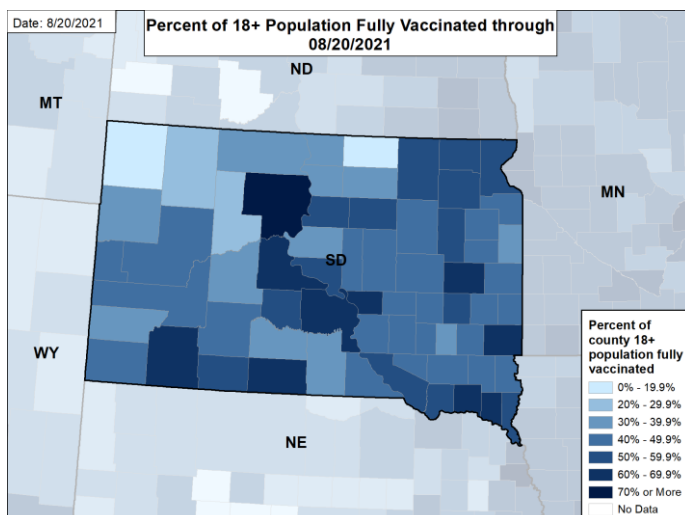 Date: 8/20/2021
Percent of 18+ Population Fully Vaccinated through
08/20/2021
ND
MT
MN
SD
WY
NE
Percent of
county 18+
population fully
vaccinated
0% - 19.9%
20% - 29.9%
30% - 39.9%
40% - 49.9%
50% - 59.9%
60% - 69.9%
70% or More
No Data